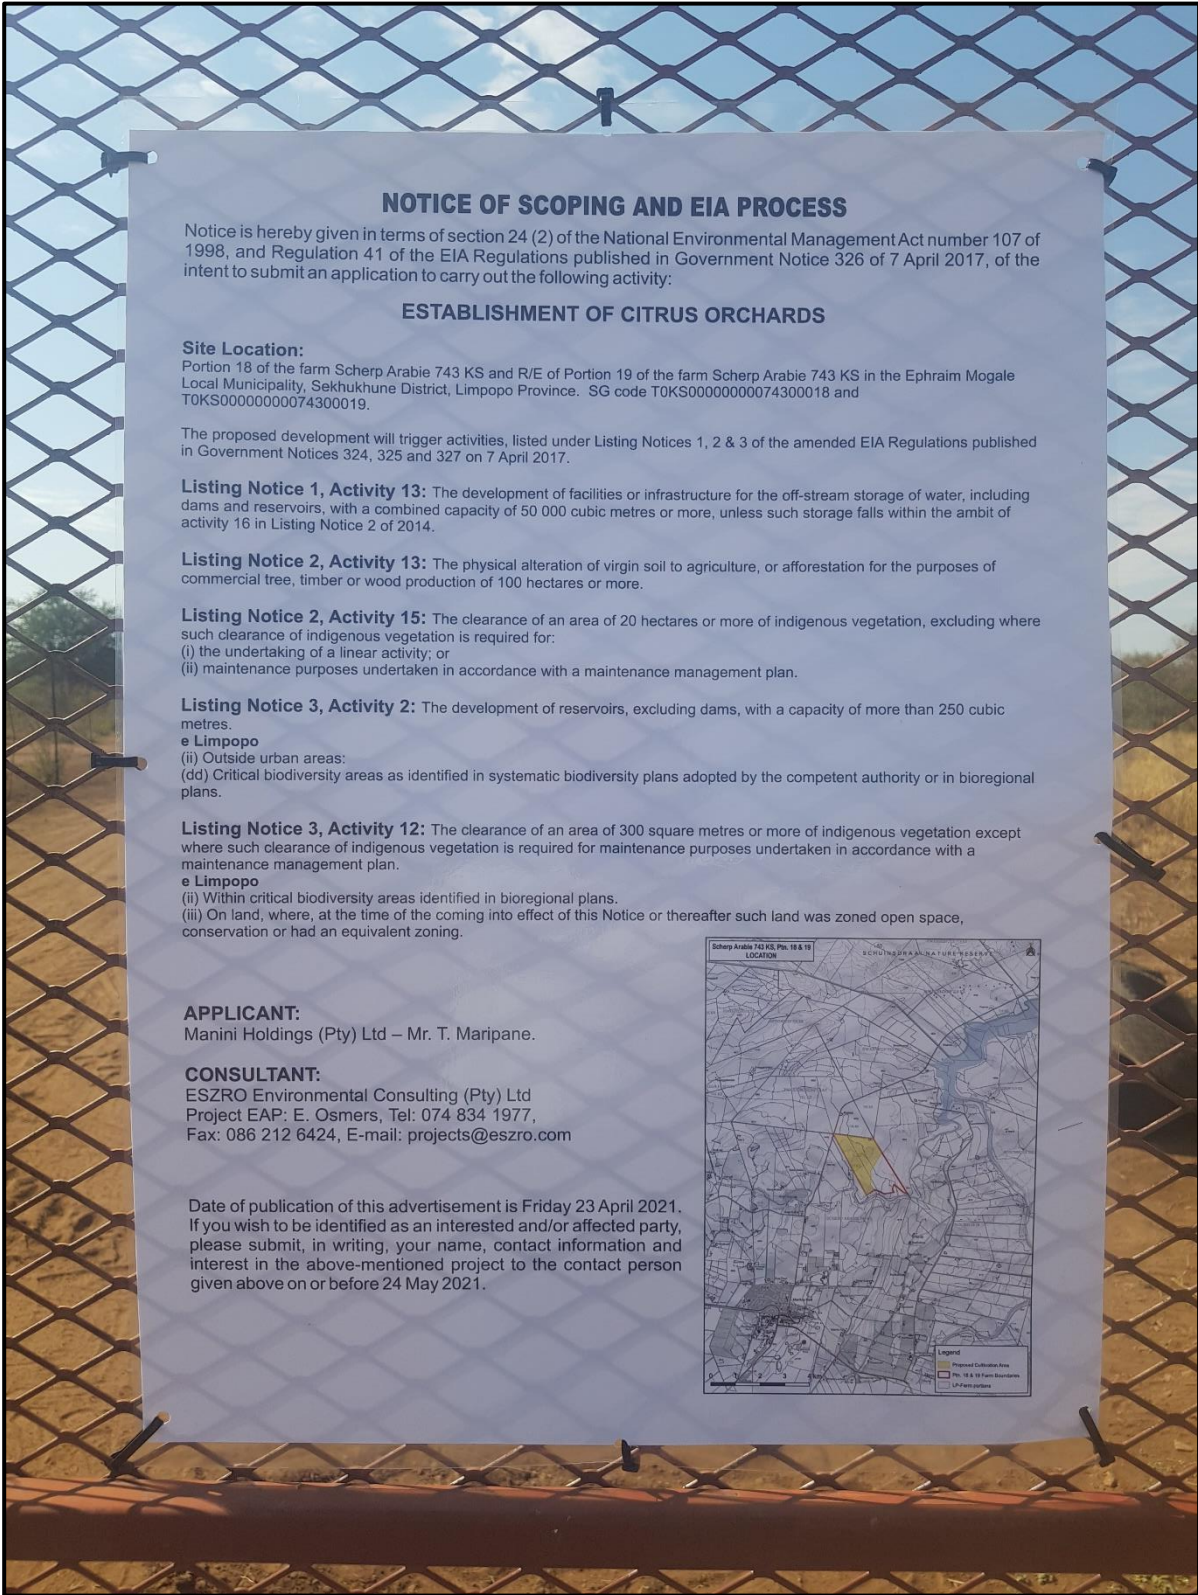 NOTICE OF SCOPING AND EIA PROCESS
Notice is hereby given in terms of section 24 (2) of the National Environmental Management Act number 107 of
1998, and Regulation 41 of the EIA Regulations published in Government Notice 326 of 7 April 2017, of the
intent to submit an application to carry out the following activity:
ESTABLISHMENT OF CITRUS ORCHARDS
Site Location:
Portion 18 of the farm Scherp Arabie 743 KS and R/E of Portion 19 of the farm Scherp Arabie 743 KS in the Ephraim Mogale
Local Municipality, Sekhukhune District, Limpopo Province. SG code T0KS00000000074300018 and
T0KS00000000074300019.
The proposed development will trigger activities, listed under Listing Notices 1, 2 & 3 of the amended EIA Regulations published
in Government Notices 324, 325 and 327 on 7 April 2017.
Listing Notice 1, Activity 13: The development of facilities or infrastructure for the off-stream storage of water, including
dams and reservoirs, with a combined capacity of 50 000 cubic metres or more, unless such storage falls within the ambit of
activity 16 in Listing Notice 2 of 2014.
Listing Notice 2, Activity 13: The physical alteration of virgin soil to agriculture, or afforestation for the purposes of
commercial tree, timber or wood production of 100 hectares or more.
Listing Notice 2, Activity 15: The clearance of an area of 20 hectares or more of indigenous vegetation, excluding where
such clearance of indigenous vegetation is required for:
(i) the undertaking of a linear activity; or
(ii) maintenance purposes undertaken in accordance with a maintenance management plan.
Listing Notice 3, Activity 2: The development of reservoirs, excluding dams, with a capacity of more than 250 cubic
metres.
e Limpopo
(ii) Outside urban areas:
(dd) Critical biodiversity areas as identified in systematic biodiversity plans adopted by the competent authority or in bioregional
plans.
Listing Notice 3, Activity 12: The clearance of an area of 300 square metres or more of indigenous vegetation except
where such clearance of indigenous vegetation is required for maintenance purposes undertaken in accordance with a
maintenance management plan.
e Limpopo
(ii) Within critical biodiversity areas identified in bioregional plans.
(iii) On land, where, at the time of the coming into effect of this Notice or thereafter such land was zoned open space,
conservation or had an equivalent zoning.
APPLICANT:
Manini Holdings (Pty) Ltd – Mr. T. Maripane.
CONSULTANT:
ESZRO Environmental Consulting (Pty) Ltd
Project EAP: E. Osmers, Tel: 074 834 1977,
Fax: 086 212 6424, E-mail: projects@eszro.com
Date of publication of this advertisement is Friday 23 April 2021.
If you wish to be identified as an interested and/or affected party,
please submit, in writing, your name, contact information and
interest in the above-mentioned project to the contact person
given above on or before 24 May 2021.
Scherp Arabie 743 KS, Ptn. 18 & 19
LOCATION
SCHUINSDRAAI NATURE RESERVE
Legend
Proposed Cultivation Area
Ptn. 18 & 19 Farm Boundaries
LP-Farm portions